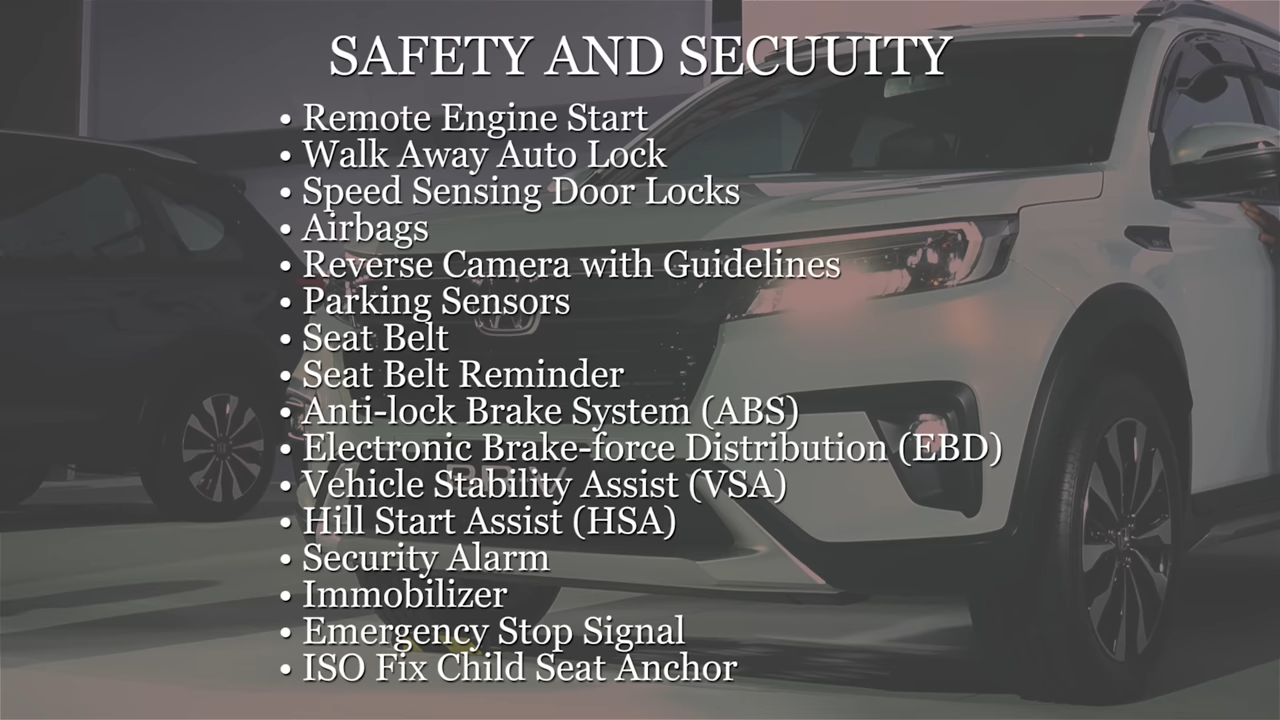 SAFETY AND SECUUITY
• Remote Engine Start
• Walk Away Auto Lock
• Speed Sensing Door Locks
• Airbags
• Reverse Camera with Guidelines
• Parking Sensors
• Seat Belt
• Seat Belt Reminder
• Anti-lock Brake System (ABS)
• Electronic Brake-force Distribution (EBD)
• Vehicle Stability Assist (VSA)
• Hill Start Assist (HSA)
• Security Alarm
• Immobilizer
• Emergency Stop Signal
• ISO Fix Child Seat Anchor